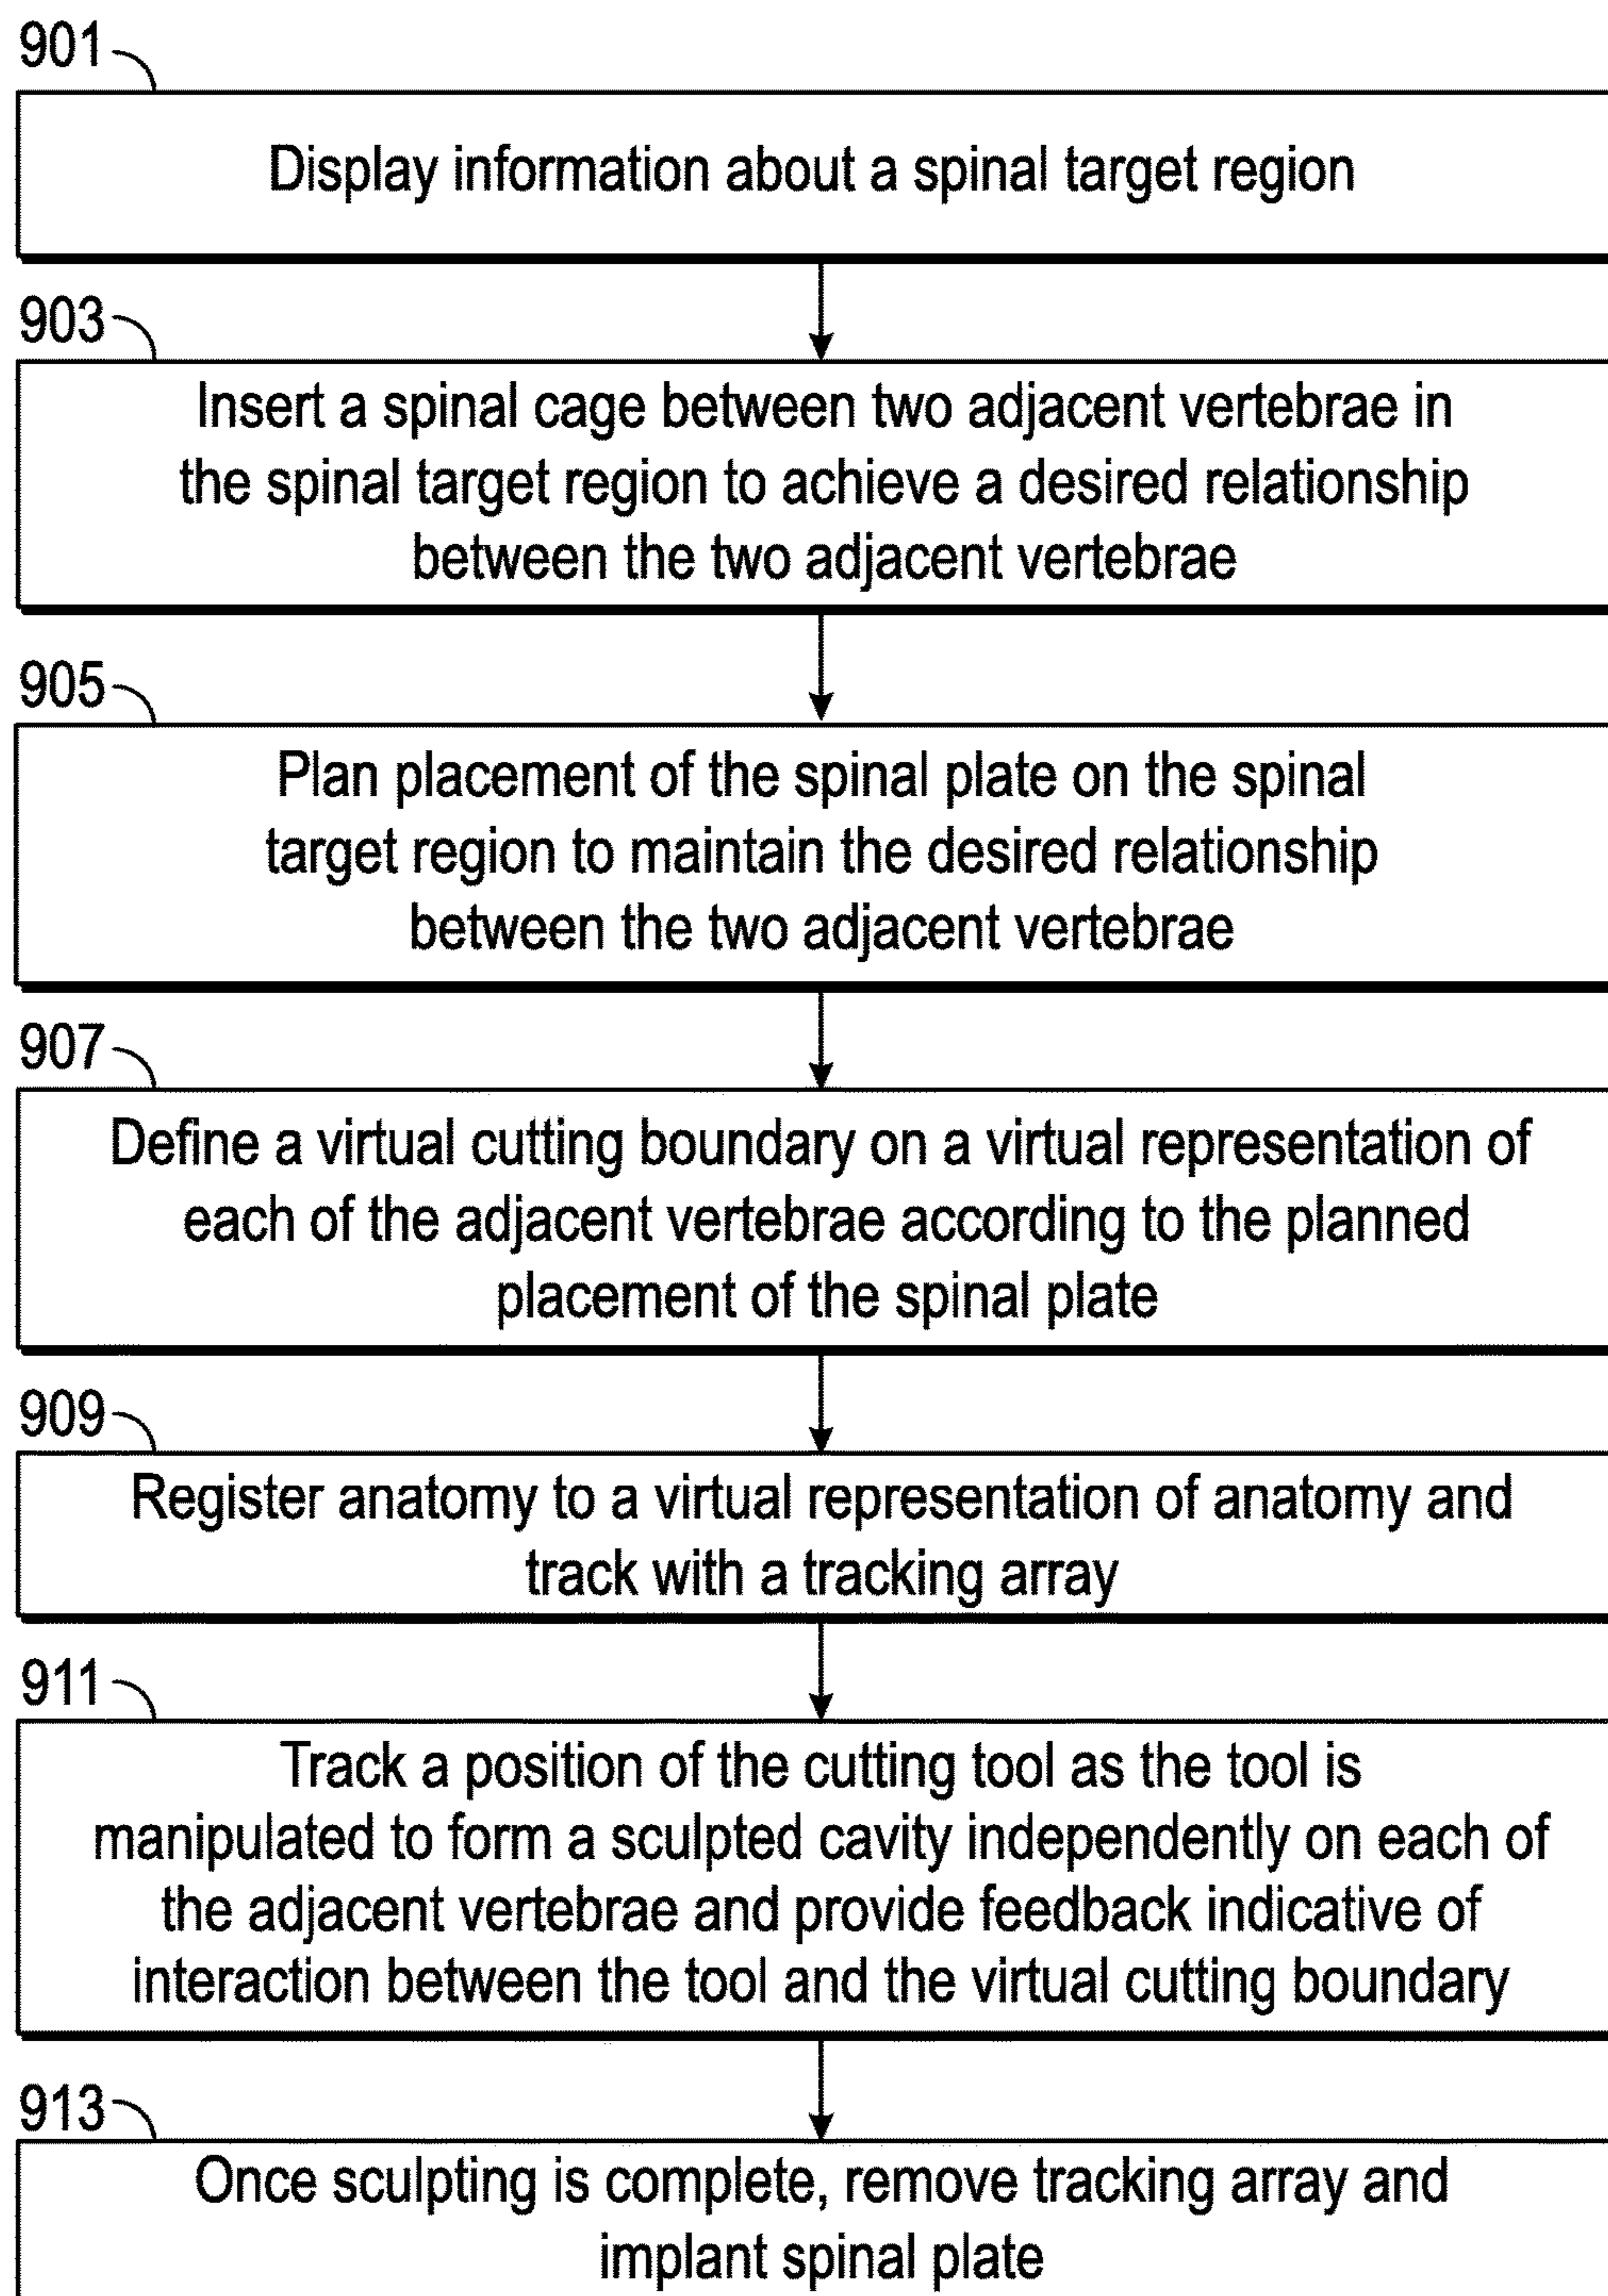 901
Display information about a spinal target region
903
Insert a spinal cage between two adjacent vertebrae in
the spinal target region to achieve a desired relationship
between the two adjacent vertebrae
905
Plan placement of the spinal plate on the spinal
target region to maintain the desired relationship
between the two adjacent vertebrae
907
Define a virtual cutting boundary on a virtual representation of
each of the adjacent vertebrae according to the planned
placement of the spinal plate
909
Register anatomy to a virtual representation of anatomy and
track with a tracking array
911
Track a position of the cutting tool as the tool is
manipulated to form a sculpted cavity independently on each of
the adjacent vertebrae and provide feedback indicative of
interaction between the tool and the virtual cutting boundary
913
Once sculpting is complete, remove tracking array and
implant spinal plate